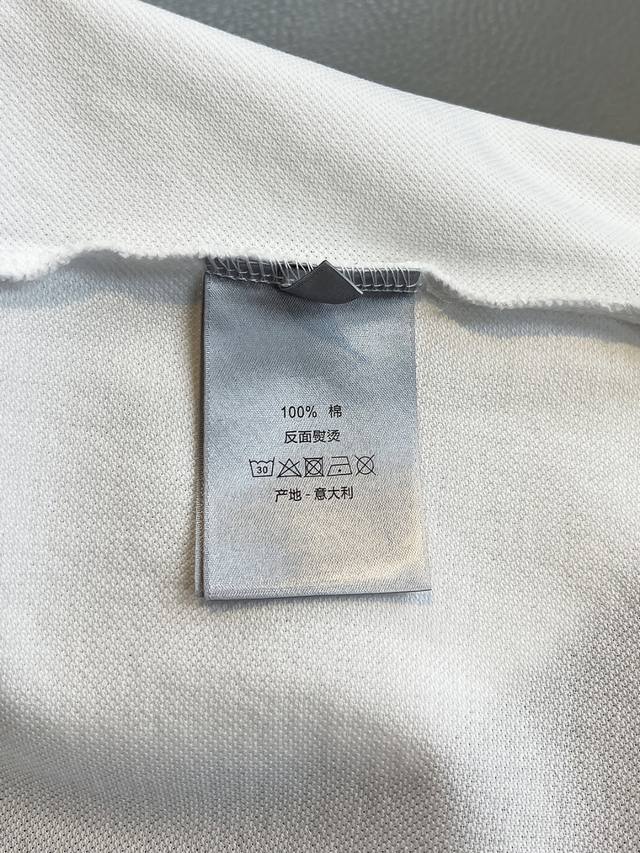 100% 棉
反面熨烫
30
产地 - 意大利